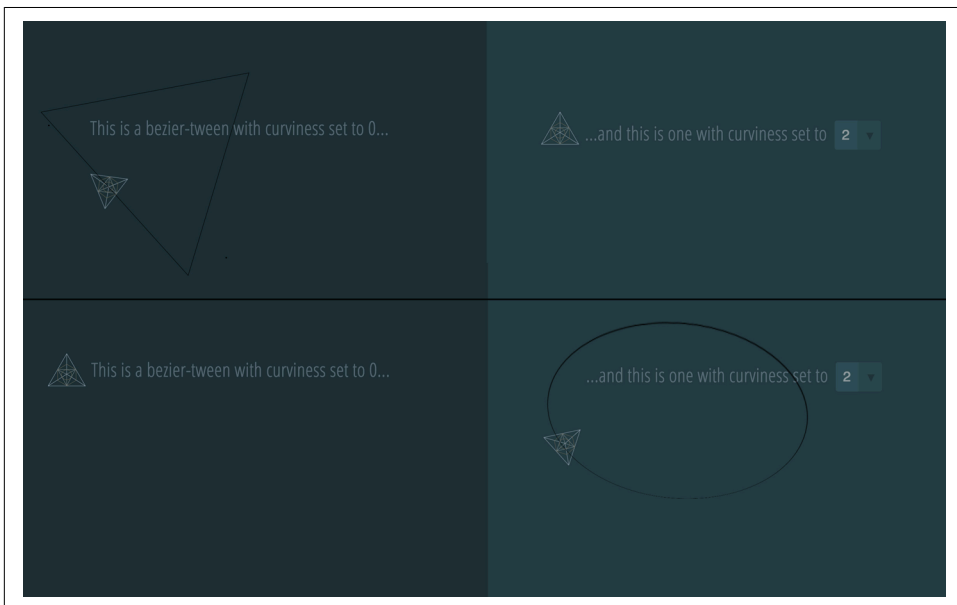 This is a bezier-tween with curviness set to 0...
...and this is one with curviness set to 2
This is a bezier-tween with curviness set to 0...
...and this is one with curviness set to 2